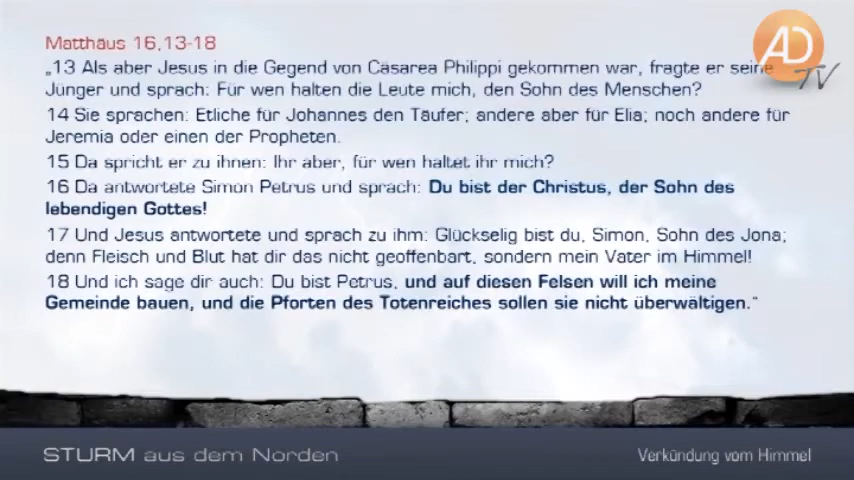 AD
TV
Matthäus 16,13-18
„13 Als aber Jesus in die Gegend von Cäsarea Philippi gekommen war, fragte er seine
Jünger und sprach: Für wen halten die Leute mich, den Sohn des Menschen?
14 Sie sprachen: Etliche für Johannes den Täufer; andere aber für Elia; noch andere für
Jeremia oder einen der Propheten.
15 Da spricht er zu ihnen: Ihr aber, für wen haltet ihr mich?
16 Da antwortete Simon Petrus und sprach: Du bist der Christus, der Sohn des
lebendigen Gottes!
17 Und Jesus antwortete und sprach zu ihm: Glückselig bist du, Simon, Sohn des Jona;
denn Fleisch und Blut hat dir das nicht geoffenbart, sondern mein Vater im Himmel!
18 Und ich sage dir auch: Du bist Petrus, und auf diesen Felsen will ich meine
Gemeinde bauen, und die Pforten des Totenreiches sollen sie nicht überwältigen.“
STURM aus dem Norden
Verkündung vom Himmel